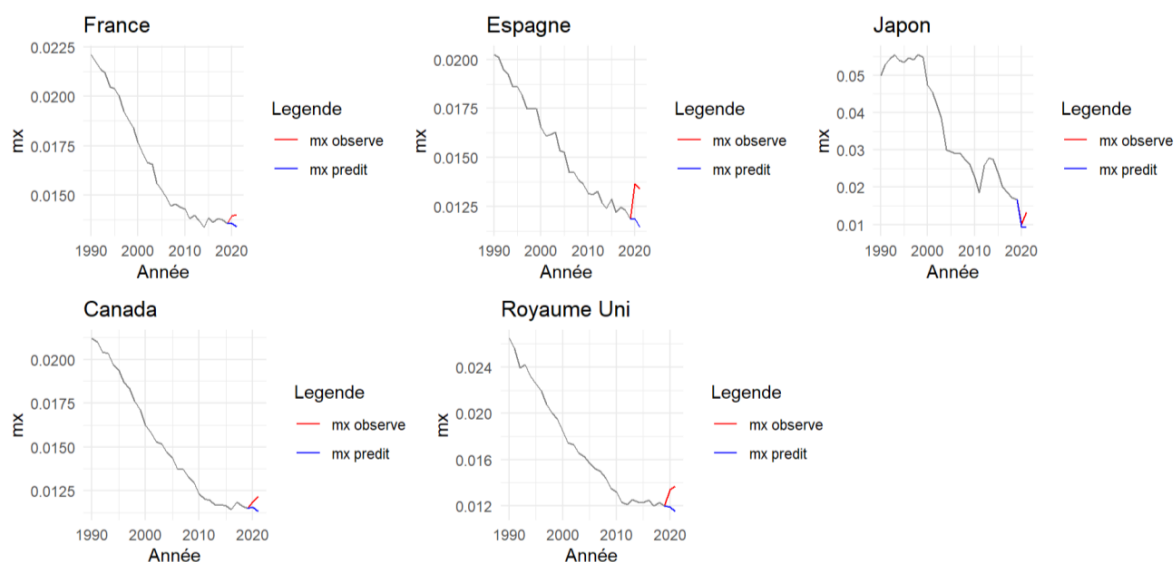 France
mx
0.0225
0.0200
0.0175
0.0150
1990 2000 2010 2020
Année
Legende
mx observe
mx predit
Espagne
mx
0.0200
0.0175
0.0150
0.0125
1990 2000 2010 2020
Année
Legende
mx observe
mx predit
Japon
mx
0.05
0.04
0.03
0.02
0.01
1990 2000 2010 2020
Année
Legende
mx observe
mx predit
Canada
mx
0.0200
0.0175
0.0150
0.0125
1990 2000 2010 2020
Année
Legende
mx observe
mx predit
Royaume Uni
mx
0.024
0.020
0.016
0.012
1990 2000 2010 2020
Année
Legende
mx observe
mx predit